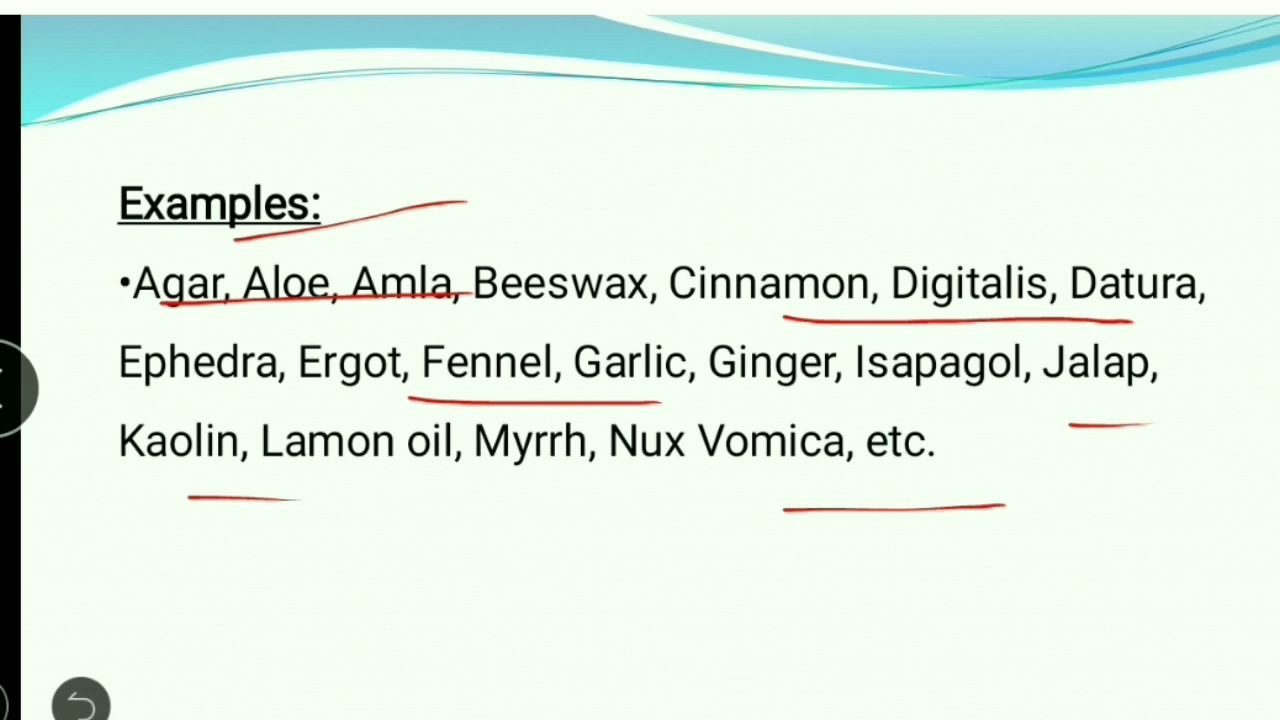 Examples:
•Agar, Aloe, Amla, Beeswax, Cinnamon, Digitalis, Datura,
Ephedra, Ergot, Fennel, Garlic, Ginger, Isapagol, Jalap,
Kaolin, Lamon oil, Myrrh, Nux Vomica, etc.